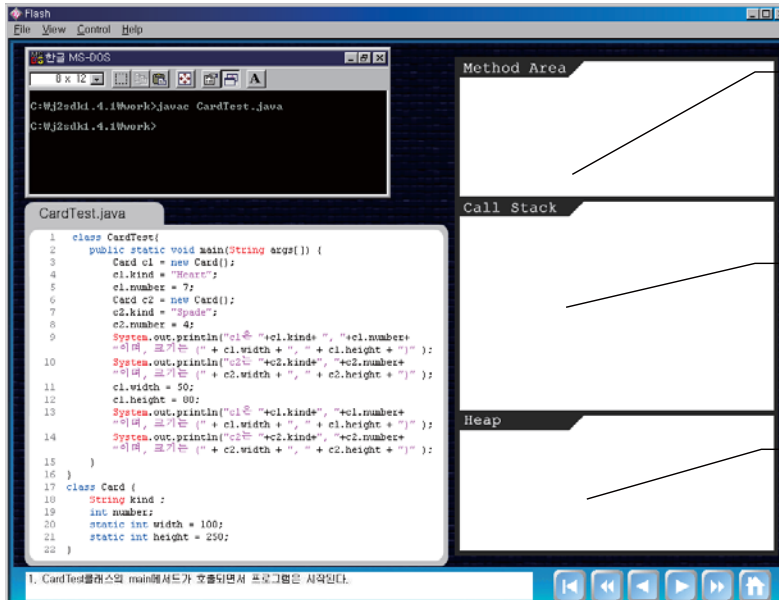 Flash
File View Control Help
한글 MS-DOS
8 x 12
A
C:\j2sdk1.4.1\work>javac CardTest.java
C:\j2sdk1.4.1\work>
CardTest.java
1 class CardTest{
2 public static void main(String args[]) {
3 Card c1 = new Card();
4 c1.kind = "Heart";
5 c1.number = 7;
6 Card c2 = new Card();
7 c2.kind = "Spade";
8 c2.number = 4;
9 System.out.println("c1은 "+c1.kind+ ", "+c1.number+
"이며, 크기는 (" + c1.width + ", " + c1.height + ")" );
10 System.out.println("c2는 "+c2.kind+", "+c2.number+
"이며, 크기는 (" + c2.width + ", " + c2.height + ")" );
11 c1.width = 50;
12 c1.height = 80;
13 System.out.println("c1은 "+c1.kind+", "+c1.number+
"이며, 크기는 (" + c1.width + ", " + c1.height + ")" );
14 System.out.println("c2는 "+c2.kind+", "+c2.number+
"이며, 크기는 (" + c2.width + ", " + c2.height + ")" );
15 }
16 }
17 class Card {
18 String kind ;
19 int number;
20 static int width = 100;
21 static int height = 250;
22 }
Method Area
Call Stack
Heap
1. CardTest클래스의 main메서드가 호출되면서 프로그램은 시작된다.